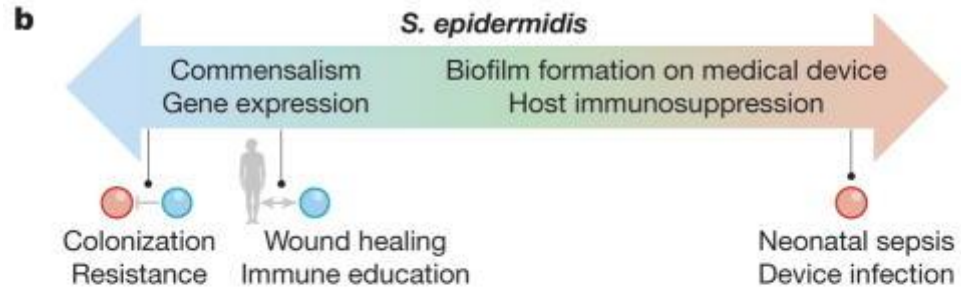 b
S. epidermidis
Commensalism
Gene expression
Biofilm formation on medical device
Host immunosuppression
Colonization
Resistance
Wound healing
Immune education
Neonatal sepsis
Device infection